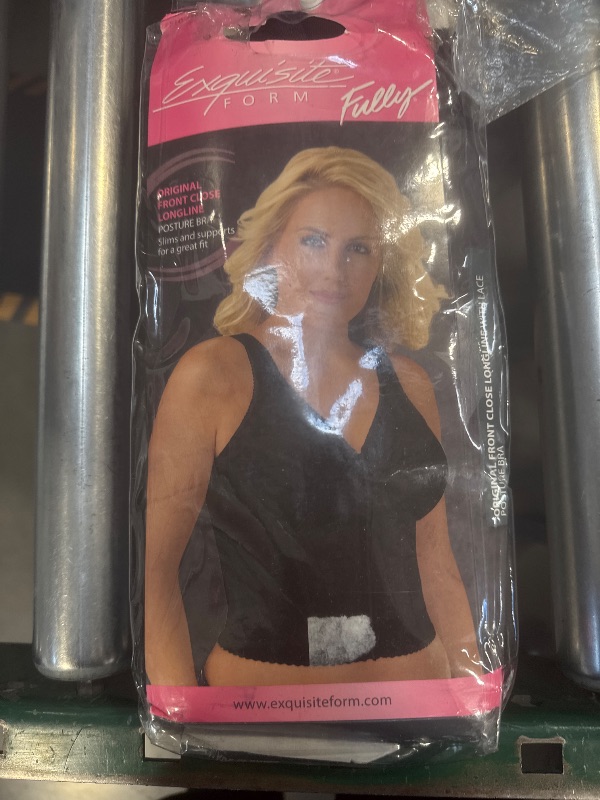 Exquisite®
FORM
Fully®
ORIGINAL
FRONT CLOSE
LONGLINE
POSTURE BRA
Slims and supports
for a great fit
ORIGINAL FRONT CLOSE LONGLINE WITH LACE
POSTURE BRA
www.exquisiteform.com